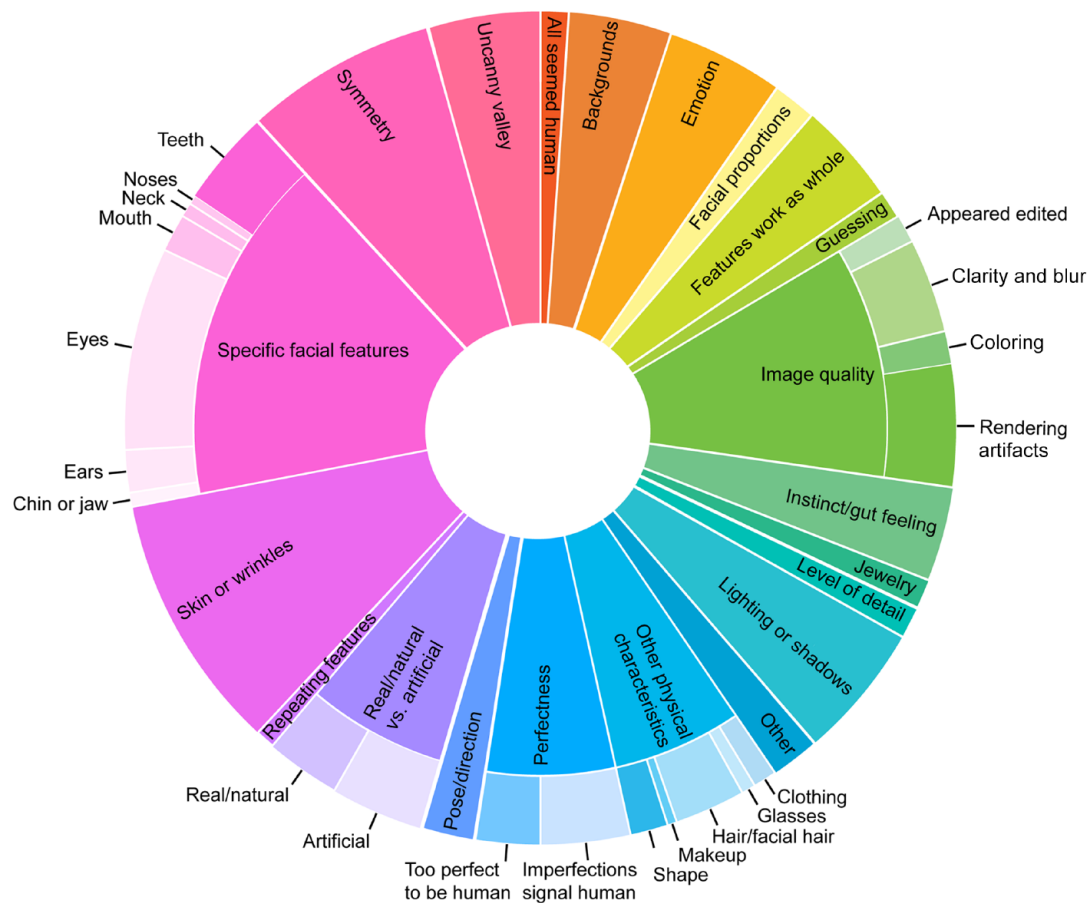 All seemed human
Backgrounds
Emotion
Facial proportions
Features work as whole
Guessing
Appeared edited
Clarity and blur
Coloring
Image quality
Rendering
artifacts
Instinct/gut feeling
Jewelry
Level of detail
Lighting or shadows
Other
Other physical
characteristics
Clothing
Glasses
Hair/facial hair
Makeup
Shape
Perfectness
Imperfections
signal human
Too perfect
to be human
Pose/direction
Real/natural
vs. artificial
Artificial
Real/natural
Repeating features
Skin or wrinkles
Specific facial features
Chin or jaw
Ears
Eyes
Mouth
Neck
Noses
Teeth
Symmetry
Uncanny valley